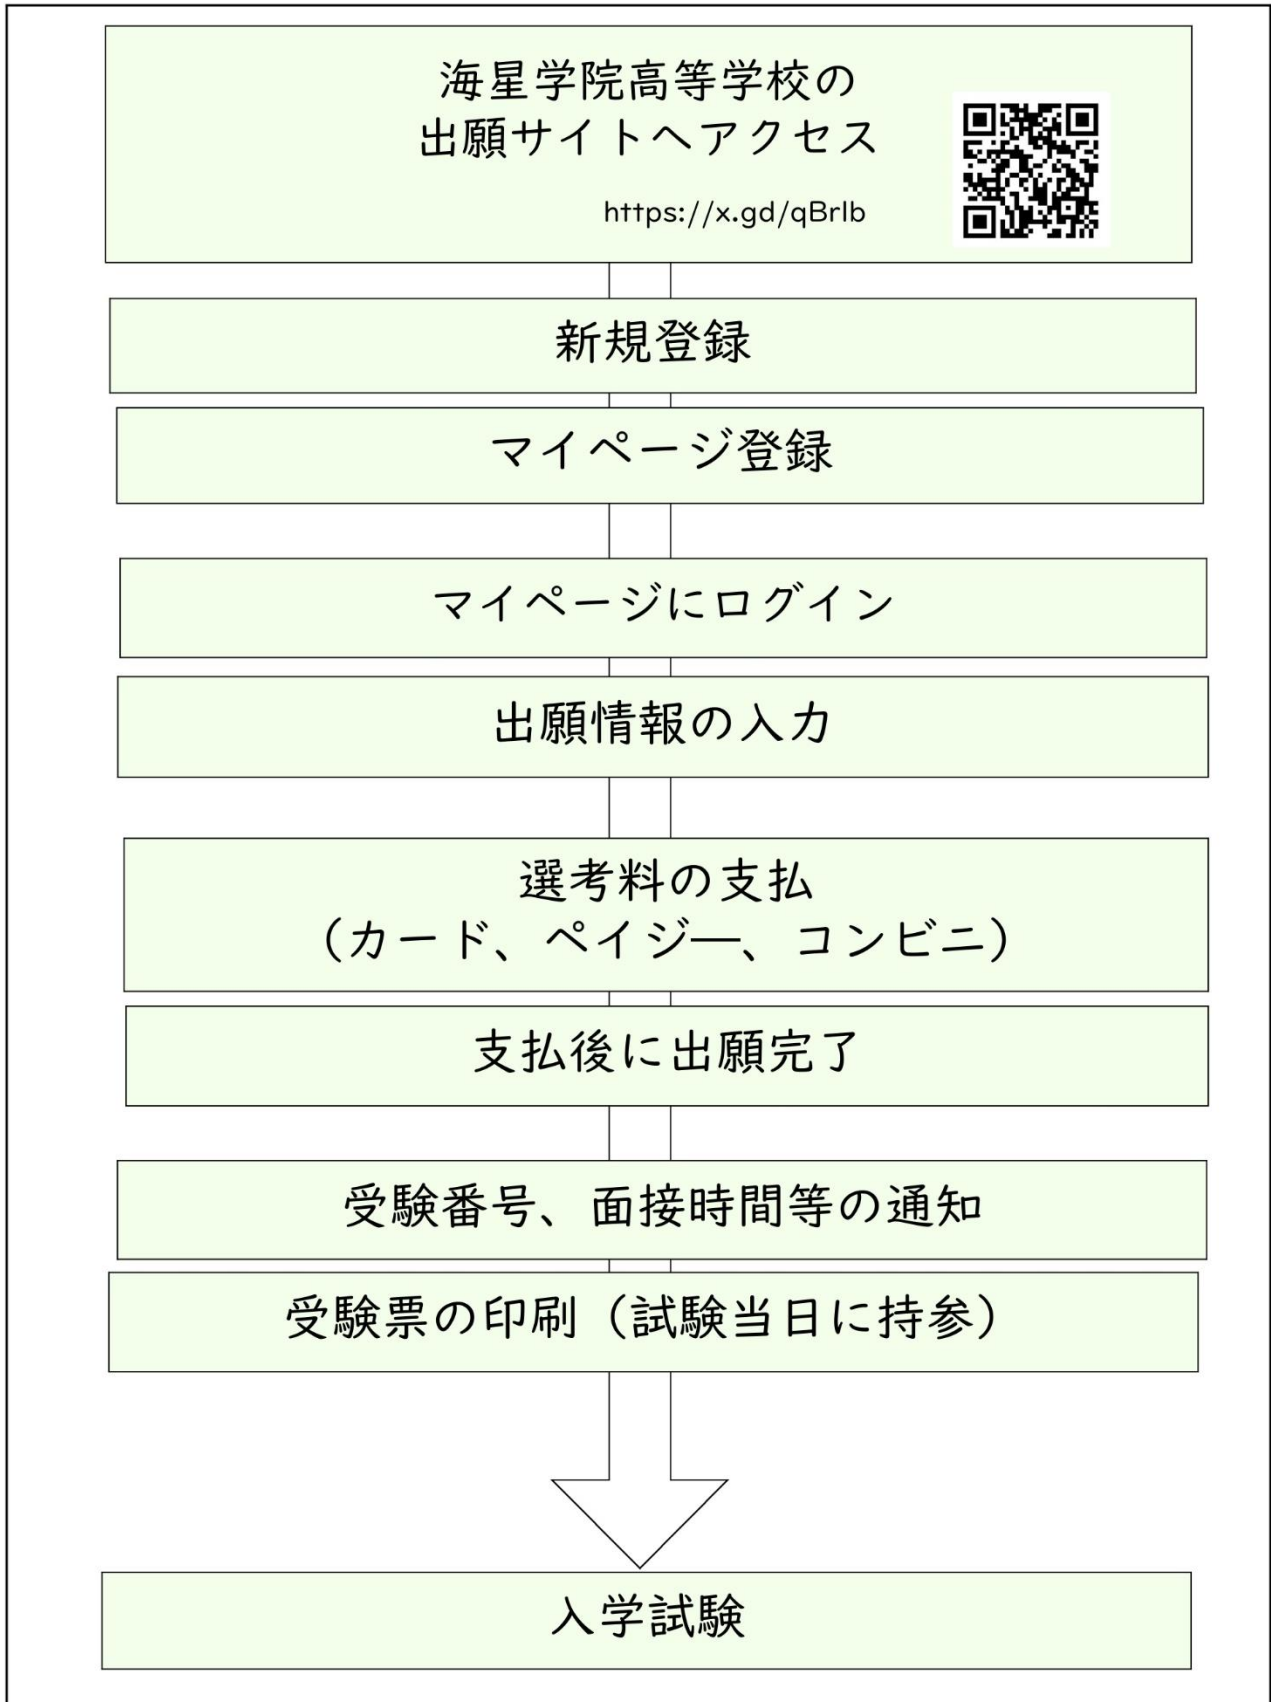 海星学院高等学校の
出願サイトへアクセス
https://x.gd/qBrIb
新規登録
マイページ登録
マイページにログイン
出願情報の入力
選考料の支払
（カード、ペイジ―、コンビニ）
支払後に出願完了
受験番号、面接時間等の通知
受験票の印刷（試験当日に持参）
入学試験